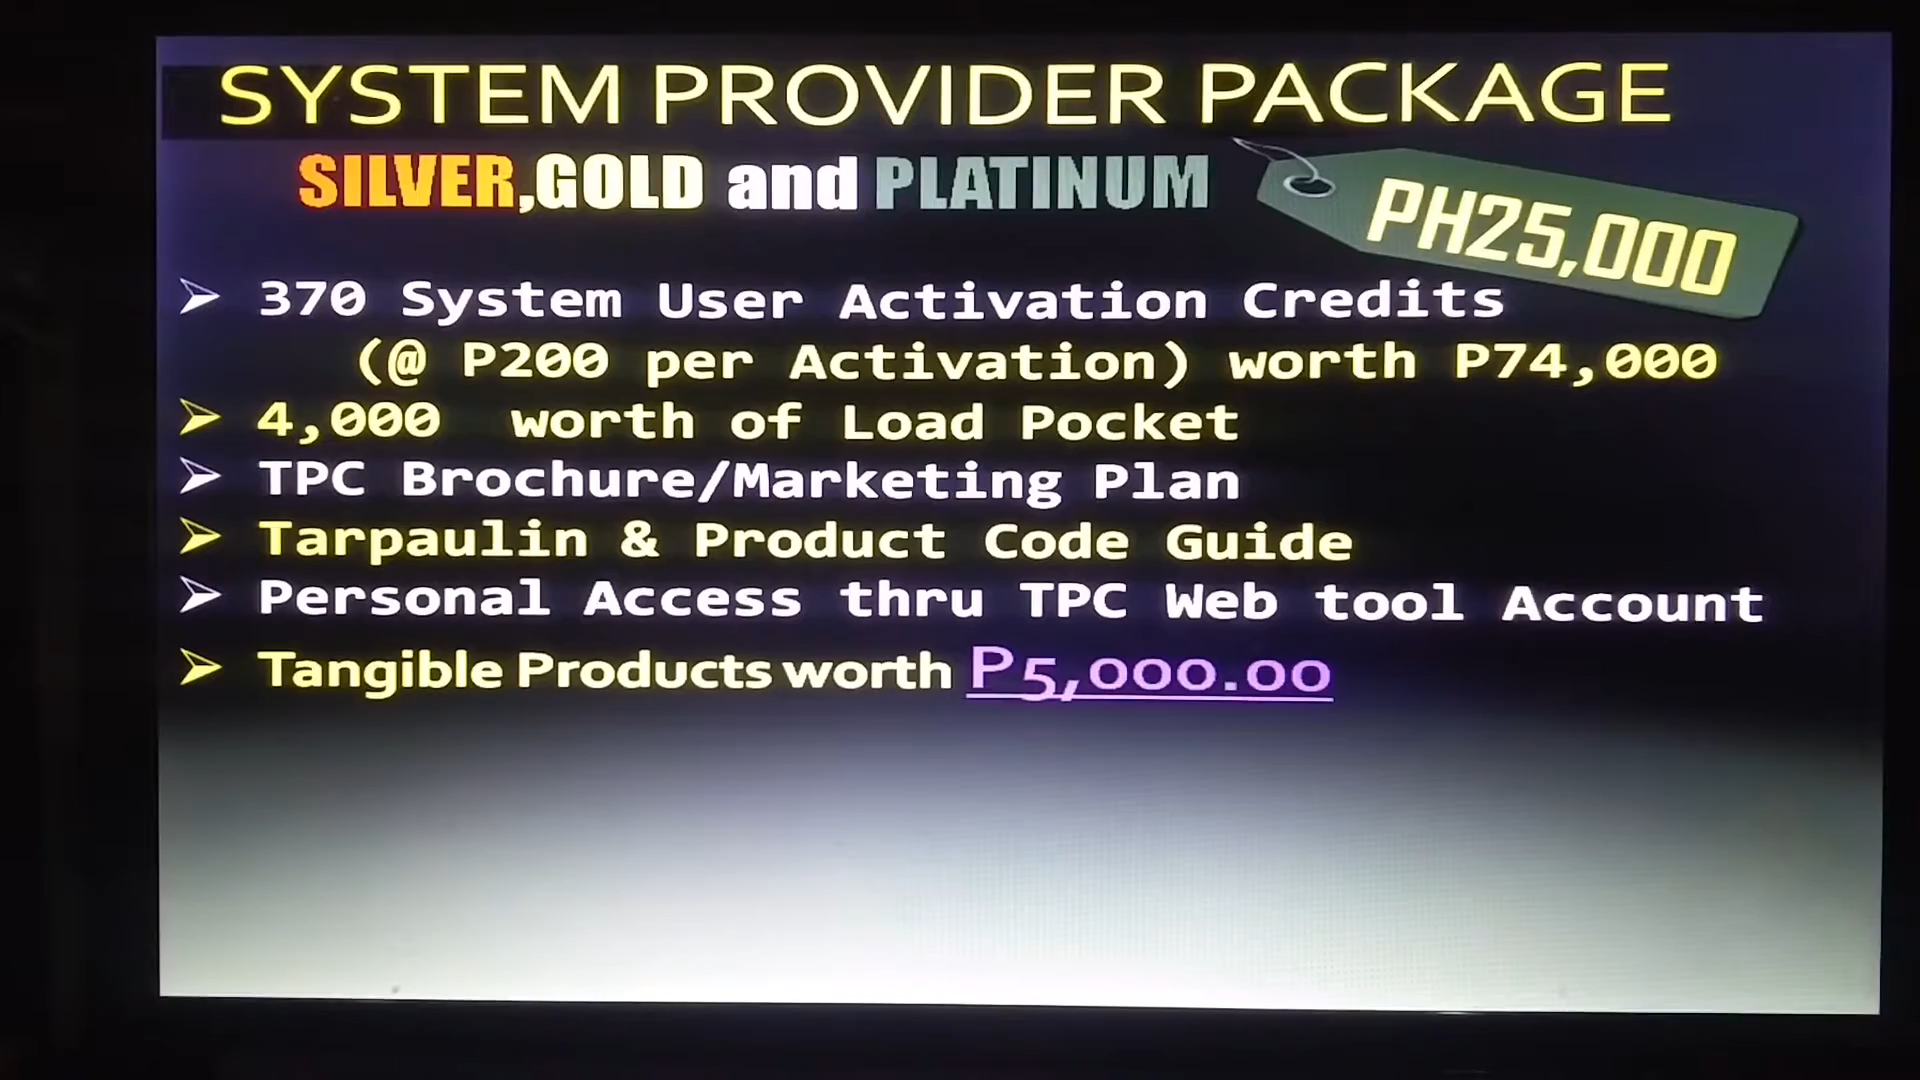 SYSTEM PROVIDER PACKAGE
SILVER,GOLD and PLATINUM
PH25,000
➢ 370 System User Activation Credits
(@ P200 per Activation) worth P74,000
➢ 4,000 worth of Load Pocket
➢ TPC Brochure/Marketing Plan
➢ Tarpaulin & Product Code Guide
➢ Personal Access thru TPC Web tool Account
➢ Tangible Products worth P5,000.00